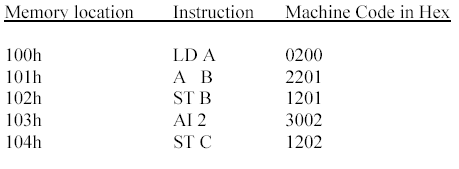 Memory location Instruction Machine Code in Hex
100h LD A 0200
101h A B 2201
102h ST B 1201
103h AI 2 3002
104h ST C 1202